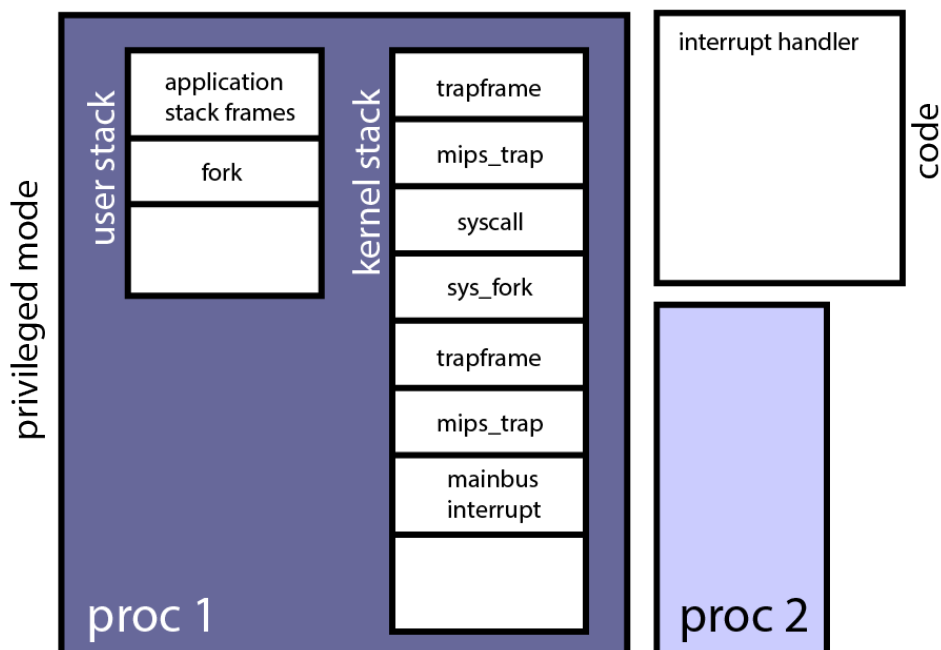 privileged mode
user stack
application
stack frames
fork
kernel stack
trapframe
mips_trap
syscall
sys_fork
trapframe
mips_trap
mainbus
interrupt
proc 1
interrupt handler
code
proc 2